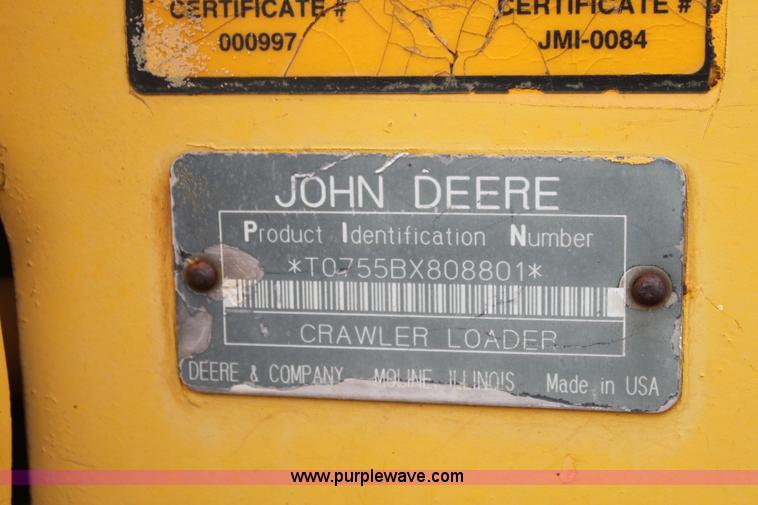 CERTIFICATE # CERTIFICATE #
000997 JMI-0084
JOHN DEERE
Product Identification Number
*T0755BX808801*
CRAWLER LOADER
DEERE & COMPANY MOLINE ILLINOIS Made in USA
www.purplewave.com